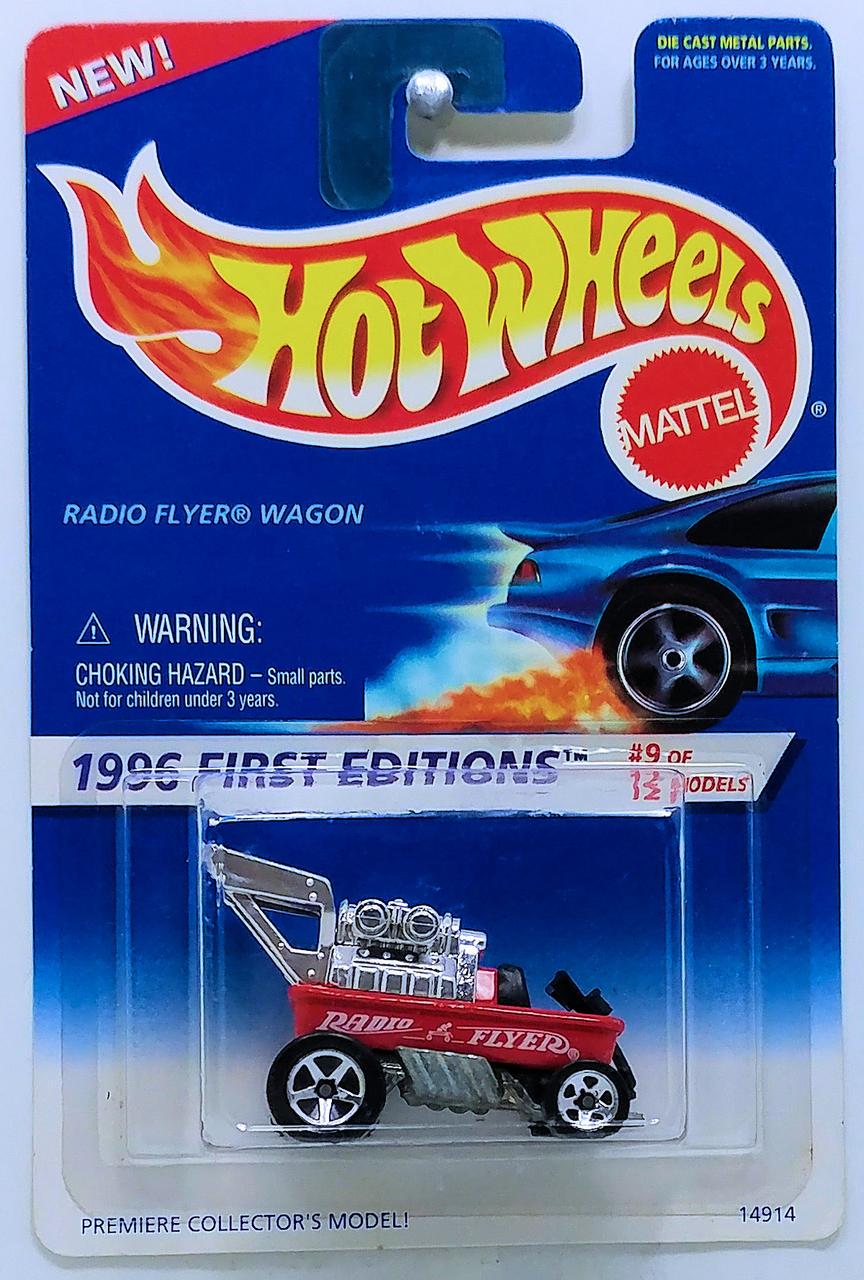 NEW!
DIE CAST METAL PARTS.
FOR AGES OVER 3 YEARS.
HOT WHEELS
MATTEL
®
RADIO FLYER® WAGON
WARNING:
CHOKING HAZARD – Small parts.
Not for children under 3 years.
1996 FIRST EDITIONS™
#9 OF
12 MODELS
RADIO FLYER
PREMIERE COLLECTOR'S MODEL!
14914